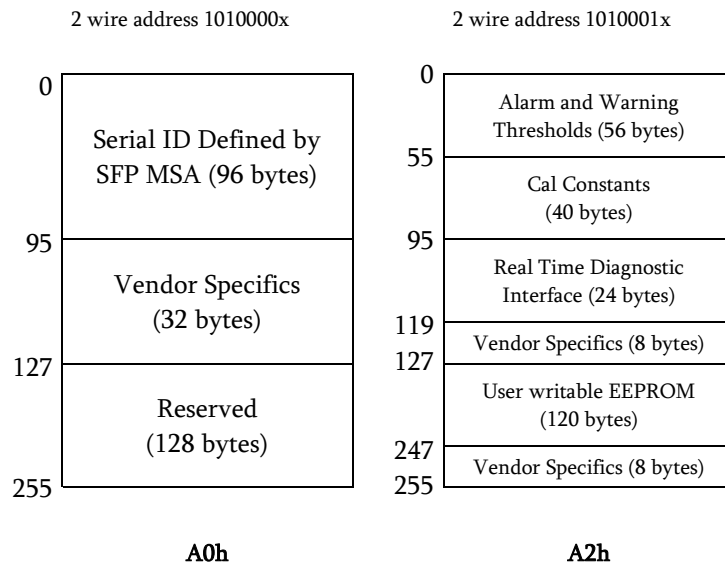 2 wire address 1010000x
0
Serial ID Defined by
SFP MSA (96 bytes)
95
Vendor Specifics
(32 bytes)
127
Reserved
(128 bytes)
255
A0h
2 wire address 1010001x
0
Alarm and Warning
Thresholds (56 bytes)
55
Cal Constants
(40 bytes)
95
Real Time Diagnostic
Interface (24 bytes)
119
Vendor Specifics (8 bytes)
127
User writable EEPROM
(120 bytes)
247
Vendor Specifics (8 bytes)
255
A2h